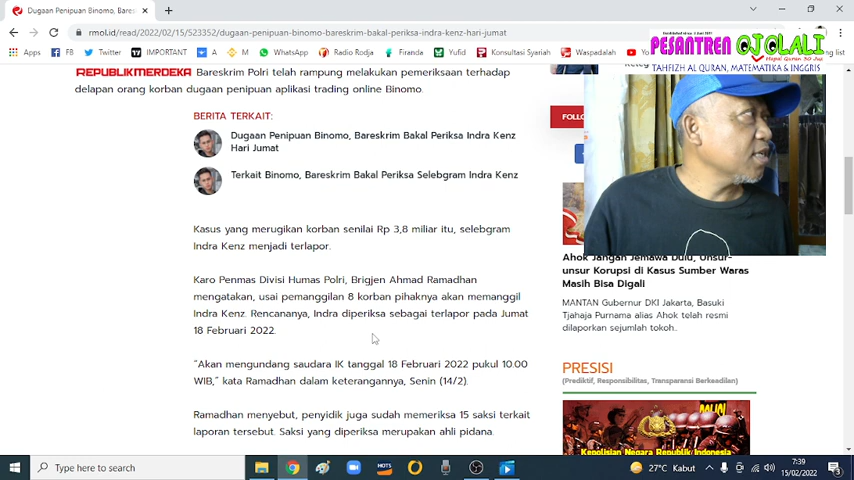 Dugaan Penipuan Binomo, Bares
rmol.id/read/2022/02/15/523352/dugaan-penipuan-binomo-bareskrim-bakal-periksa-indra-kenz-hari-jumat
Apps FB Twitter IMPORTANT A M WhatsApp Radio Rodja Firanda Yufid Konsultasi Syariah Waspadalah
PESANTREN OJOLALI
Hapal Quran 30 Juz
TAHFIZH AL QURAN, MATEMATIKA & INGGRIS
REPUBLIKMERDEKA Bareskrim Polri telah rampung melakukan pemeriksaan terhadap
delapan orang korban dugaan penipuan aplikasi trading online Binomo.
BERITA TERKAIT:
Dugaan Penipuan Binomo, Bareskrim Bakal Periksa Indra Kenz
Hari Jumat
Terkait Binomo, Bareskrim Bakal Periksa Selebgram Indra Kenz
Kasus yang merugikan korban senilai Rp 3,8 miliar itu, selebgram
Indra Kenz menjadi terlapor.
Karo Penmas Divisi Humas Polri, Brigjen Ahmad Ramadhan
mengatakan, usai pemanggilan 8 korban pihaknya akan memanggil
Indra Kenz. Rencananya, Indra diperiksa sebagai terlapor pada Jumat
18 Februari 2022.
“Akan mengundang saudara IK tanggal 18 Februari 2022 pukul 10.00
WIB,” kata Ramadhan dalam keterangannya, Senin (14/2).
Ramadhan menyebut, penyidik juga sudah memeriksa 15 saksi terkait
laporan tersebut. Saksi yang diperiksa merupakan ahli pidana.
FOLLO
Ahok Jangan Jemawa Dulu, Unsur-
unsur Korupsi di Kasus Sumber Waras
Masih Bisa Digali
MANTAN Gubernur DKI Jakarta, Basuki
Tjahaja Purnama alias Ahok telah resmi
dilaporkan sejumlah tokoh.
PRESISI
(Prediktif, Responsibilitas, Transparansi Berkeadilan)
Kepolisian Negara Republik Indonesia
Type here to search
27°C Kabut
7:39
15/02/2022